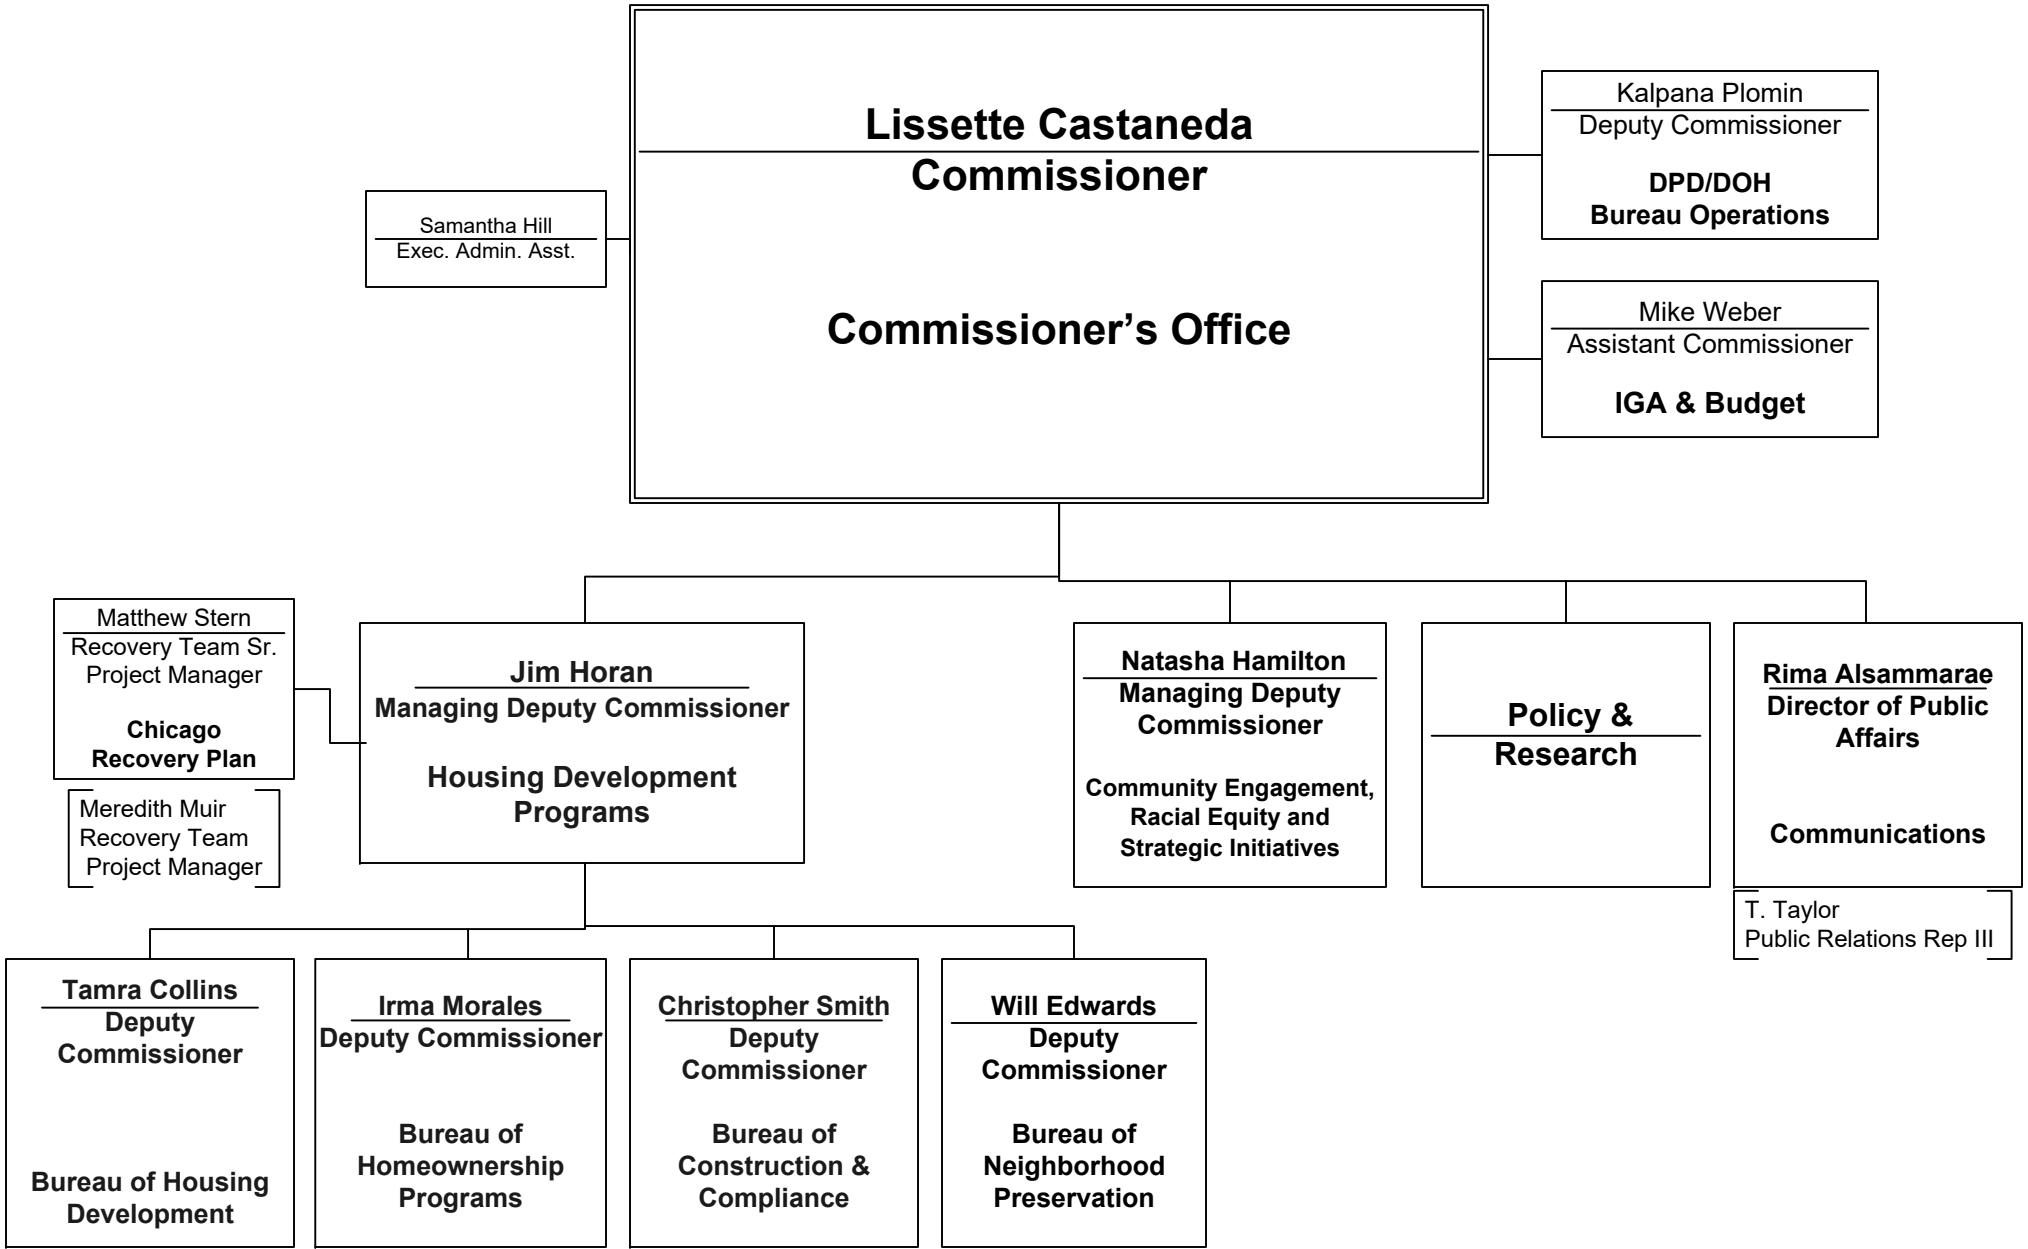 Lissette Castaneda
Commissioner
Commissioner’s Office
Kalpana Plomin
Deputy Commissioner
DPD/DOH
Bureau Operations
Samantha Hill
Exec. Admin. Asst.
Mike Weber
Assistant Commissioner
IGA & Budget
Matthew Stern
Recovery Team Sr.
Project Manager
Chicago
Recovery Plan
Meredith Muir
Recovery Team
Project Manager
Jim Horan
Managing Deputy Commissioner
Housing Development
Programs
Natasha Hamilton
Managing Deputy
Commissioner
Community Engagement,
Racial Equity and
Strategic Initiatives
Policy &
Research
Rima Alsammarae
Director of Public
Affairs
Communications
T. Taylor
Public Relations Rep III
Tamra Collins
Deputy
Commissioner
Bureau of Housing
Development
Irma Morales
Deputy Commissioner
Bureau of
Homeownership
Programs
Christopher Smith
Deputy
Commissioner
Bureau of
Construction &
Compliance
Will Edwards
Deputy
Commissioner
Bureau of
Neighborhood
Preservation